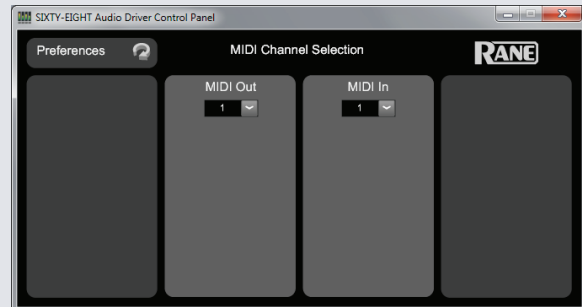 SIXTY-EIGHT Audio Driver Control Panel
Preferences
MIDI Channel Selection
RANE
MIDI Out
MIDI In
1
1